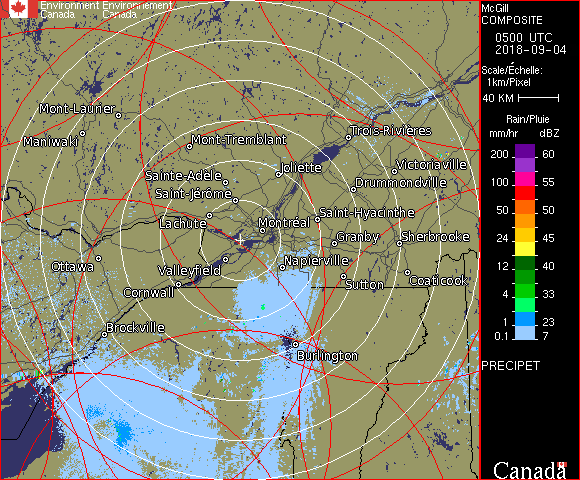 Environment Environnement
Canada Canada
McGill
COMPOSITE
0500 UTC
2018-09-04
Scale/Échelle:
1km/Pixel
40 KM
Rain/Pluie
mm/hr dBZ
200 60
100 55
50 50
24 45
12 40
4 33
1 23
0.1 7
PRECIPET
Canada
Mont-Laurier
Maniwaki
Mont-Tremblant
Trois-Rivières
Joliette
Victoriaville
Sainte-Adèle
Drummondville
Saint-Jérôme
Lachute
Saint-Hyacinthe
Montréal
Granby
Sherbrooke
Ottawa
Valleyfield
Napierville
Cornwall
Sutton
Coaticook
Brockville
Burlington